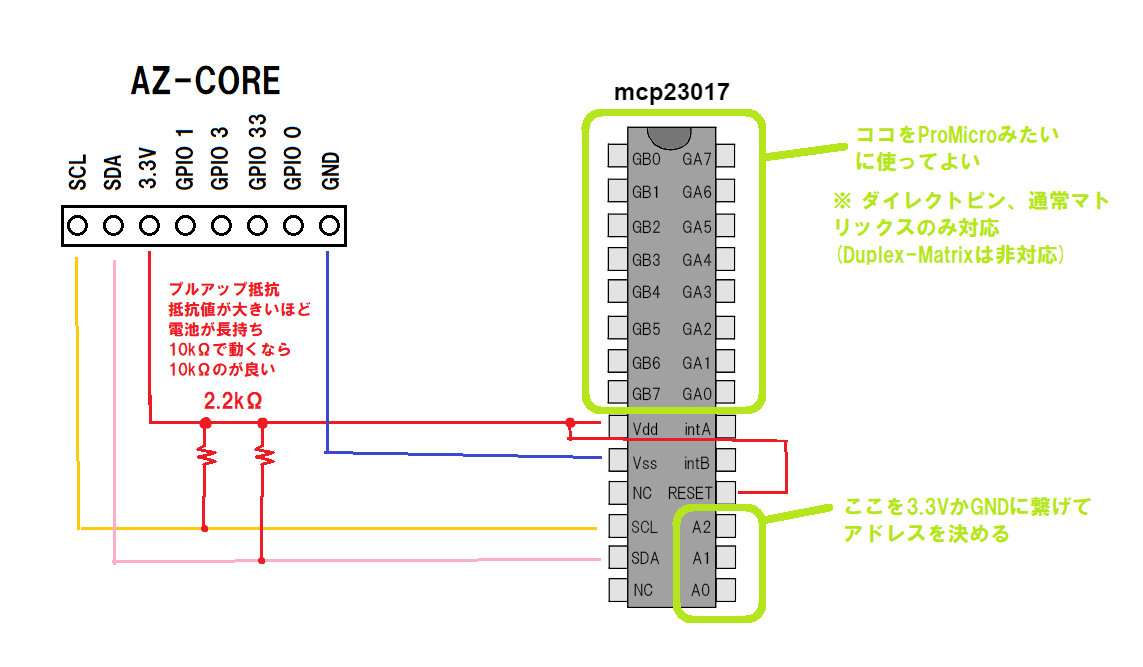 AZ-CORE
mcp23017
SCL
SDA
3.3V
GPIO 1
GPIO 3
GPIO 33
GPIO 0
GND
ココをProMicroみたい
に使ってよい
※ ダイレクトピン、通常マト
リックスのみ対応
(Duplex-Matrixは非対応)
プルアップ抵抗
抵抗値が大きいほど
電池が長持ち
10kΩで動くなら
10kΩのが良い
2.2kΩ
GB0 GA7
GB1 GA6
GB2 GA5
GB3 GA4
GB4 GA3
GB5 GA2
GB6 GA1
GB7 GA0
Vdd intA
Vss intB
NC RESET
SCL A2
SDA A1
NC A0
ここを3.3VかGNDに繋げて
アドレスを決める